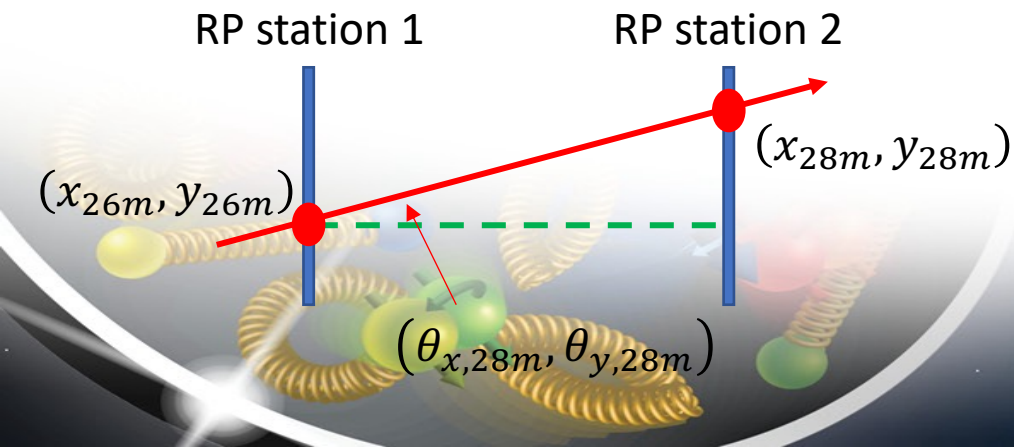 RP station 1
RP station 2
(x_{26m}, y_{26m})
(x_{28m}, y_{28m})
(θ_{x,28m}, θ_{y,28m})